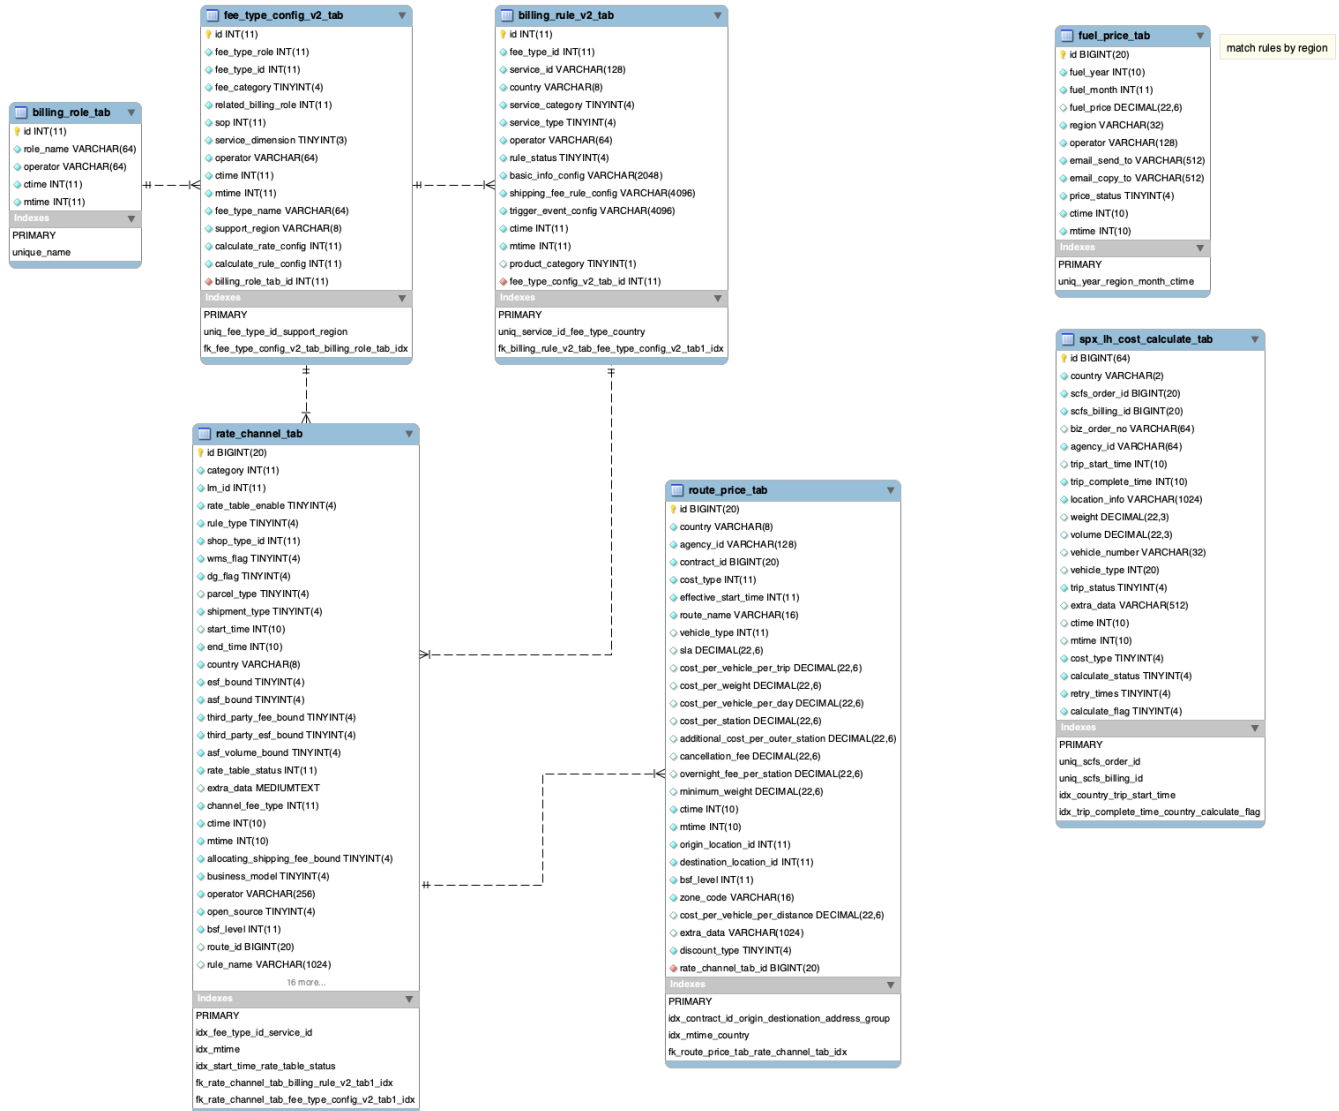 billing_role_tab
id INT(11)
role_name VARCHAR(64)
operator VARCHAR(64)
ctime INT(11)
mtime INT(11)
Indexes
PRIMARY
unique_name
fee_type_config_v2_tab
id INT(11)
fee_type_role INT(11)
fee_type_id INT(11)
fee_category TINYINT(4)
related_billing_role INT(11)
sop INT(11)
service_dimension TINYINT(3)
operator VARCHAR(64)
ctime INT(11)
mtime INT(11)
fee_type_name VARCHAR(64)
support_region VARCHAR(8)
calculate_rate_config INT(11)
calculate_rule_config INT(11)
billing_role_tab_id INT(11)
Indexes
PRIMARY
uniq_fee_type_id_support_region
fk_fee_type_config_v2_tab_billing_role_tab_idx
billing_rule_v2_tab
id INT(11)
fee_type_id INT(11)
service_id VARCHAR(128)
country VARCHAR(8)
service_category TINYINT(4)
service_type TINYINT(4)
operator VARCHAR(64)
rule_status TINYINT(4)
basic_info_config VARCHAR(2048)
shipping_fee_rule_config VARCHAR(4096)
trigger_event_config VARCHAR(4096)
ctime INT(11)
mtime INT(11)
product_category TINYINT(1)
fee_type_config_v2_tab_id INT(11)
Indexes
PRIMARY
uniq_service_id_fee_type_country
fk_billing_rule_v2_tab_fee_type_config_v2_tab1_idx
fuel_price_tab
id BIGINT(20)
fuel_year INT(10)
fuel_month INT(11)
fuel_price DECIMAL(22,6)
region VARCHAR(32)
operator VARCHAR(128)
email_send_to VARCHAR(512)
email_copy_to VARCHAR(512)
price_status TINYINT(4)
ctime INT(10)
mtime INT(10)
Indexes
PRIMARY
uniq_year_region_month_ctime
match rules by region
rate_channel_tab
id BIGINT(20)
category INT(11)
lm_id INT(11)
rate_table_enable TINYINT(4)
rule_type TINYINT(4)
shop_type_id INT(11)
wms_flag TINYINT(4)
dg_flag TINYINT(4)
parcel_type TINYINT(4)
shipment_type TINYINT(4)
start_time INT(10)
end_time INT(10)
country VARCHAR(8)
esf_bound TINYINT(4)
asf_bound TINYINT(4)
third_party_fee_bound TINYINT(4)
third_party_esf_bound TINYINT(4)
asf_volume_bound TINYINT(4)
rate_table_status INT(11)
extra_data MEDIUMTEXT
channel_fee_type INT(11)
ctime INT(10)
mtime INT(10)
allocating_shipping_fee_bound TINYINT(4)
business_model TINYINT(4)
operator VARCHAR(256)
open_source TINYINT(4)
bsf_level INT(11)
route_id BIGINT(20)
rule_name VARCHAR(1024)
16 more...
Indexes
PRIMARY
idx_fee_type_id_service_id
idx_mtime
idx_start_time_rate_table_status
fk_rate_channel_tab_billing_rule_v2_tab1_idx
fk_rate_channel_tab_fee_type_config_v2_tab1_idx
route_price_tab
id BIGINT(20)
country VARCHAR(8)
agency_id VARCHAR(128)
contract_id BIGINT(20)
cost_type INT(11)
effective_start_time INT(11)
route_name VARCHAR(16)
vehicle_type INT(11)
sla DECIMAL(22,6)
cost_per_vehicle_per_trip DECIMAL(22,6)
cost_per_weight DECIMAL(22,6)
cost_per_vehicle_per_day DECIMAL(22,6)
cost_per_station DECIMAL(22,6)
additional_cost_per_outer_station DECIMAL(22,6)
cancellation_fee DECIMAL(22,6)
overnight_fee_per_station DECIMAL(22,6)
minimum_weight DECIMAL(22,6)
ctime INT(10)
mtime INT(10)
origin_location_id INT(11)
destination_location_id INT(11)
bsf_level INT(11)
zone_code VARCHAR(16)
cost_per_vehicle_per_distance DECIMAL(22,6)
extra_data VARCHAR(1024)
discount_type TINYINT(4)
rate_channel_tab_id BIGINT(20)
Indexes
PRIMARY
idx_contract_id_origin_destionation_address_group
idx_mtime_country
fk_route_price_tab_rate_channel_tab_idx
spx_lh_cost_calculate_tab
id BIGINT(64)
country VARCHAR(2)
scfs_order_id BIGINT(20)
scfs_billing_id BIGINT(20)
biz_order_no VARCHAR(64)
agency_id VARCHAR(64)
trip_start_time INT(10)
trip_complete_time INT(10)
location_info VARCHAR(1024)
weight DECIMAL(22,3)
volume DECIMAL(22,3)
vehicle_number VARCHAR(32)
vehicle_type INT(20)
trip_status TINYINT(4)
extra_data VARCHAR(512)
ctime INT(10)
mtime INT(10)
cost_type TINYINT(4)
calculate_status TINYINT(4)
retry_times TINYINT(4)
calculate_flag TINYINT(4)
Indexes
PRIMARY
uniq_scfs_order_id
uniq_scfs_billing_id
idx_country_trip_start_time
idx_trip_complete_time_country_calculate_flag